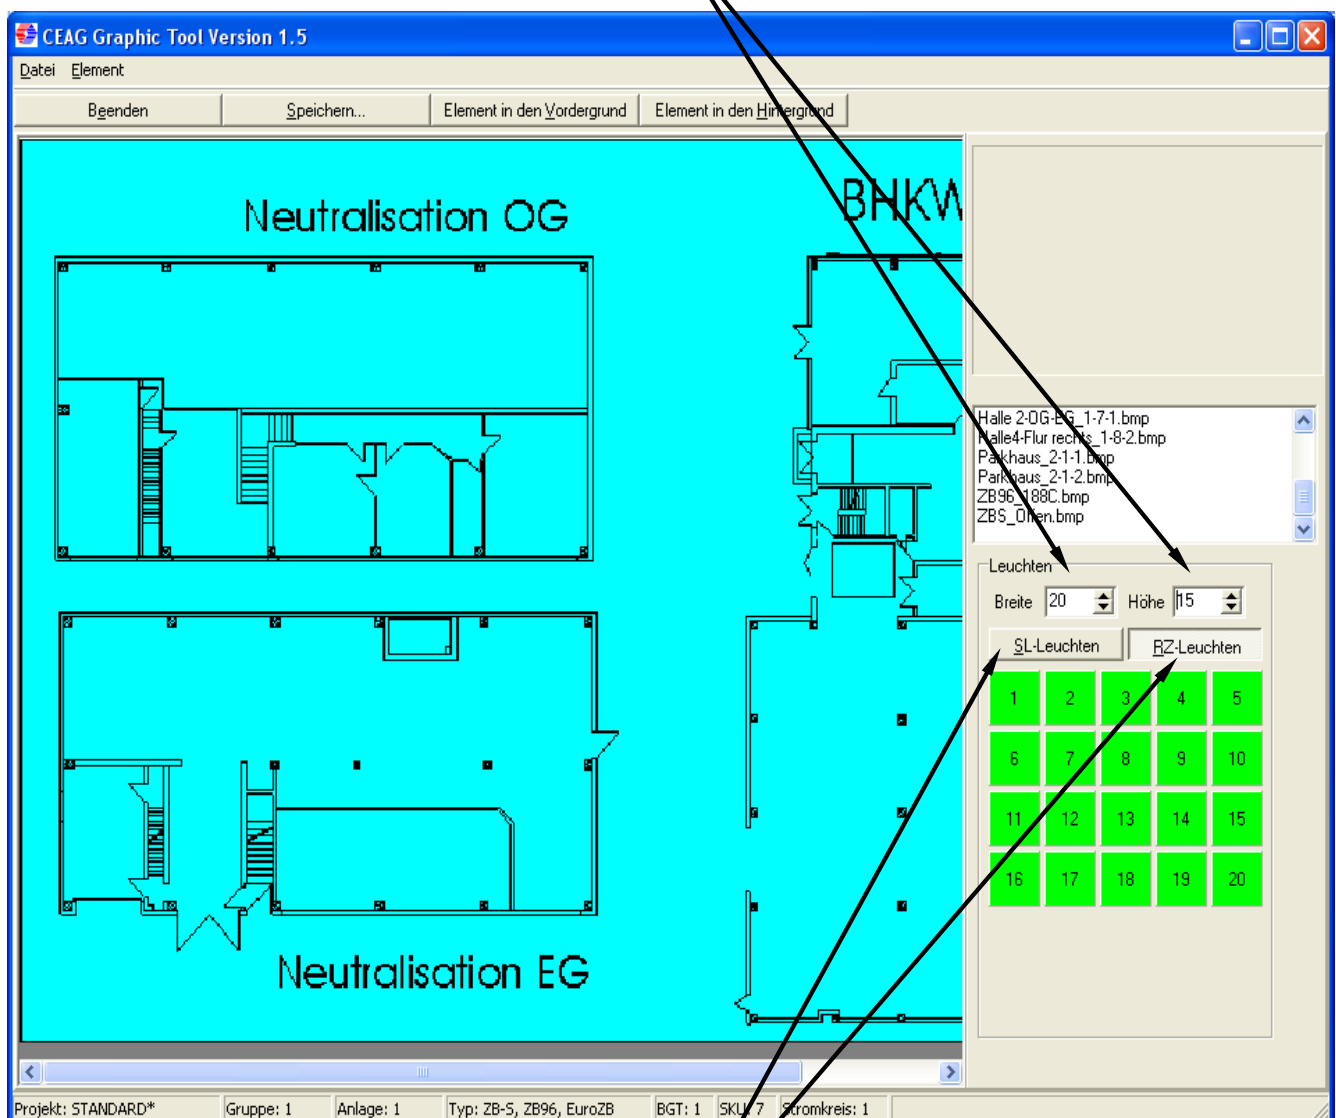 CEAG Graphic Tool Version 1.5
Datei Element
Beenden Speichern... Element in den Vordergrund Element in den Hintergrund
Neutralisation OG
BHKW
Halle 2-OG-EG_1-7-1.bmp
Halle4-Flur rechts_1-8-2.bmp
Parkhaus_2-1-1.bmp
Parkhaus_2-1-2.bmp
ZB96_188C.bmp
ZBS_Offen.bmp
Leuchten
Breite 20 Höhe 15
SL-Leuchten RZ-Leuchten
1 2 3 4 5
6 7 8 9 10
11 12 13 14 15
16 17 18 19 20
Neutralisation EG
Projekt: STANDARD* Gruppe: 1 Anlage: 1 Typ: ZB-S, ZB96, EuroZB BGT: 1 SKU: 7 Stromkreis: 1